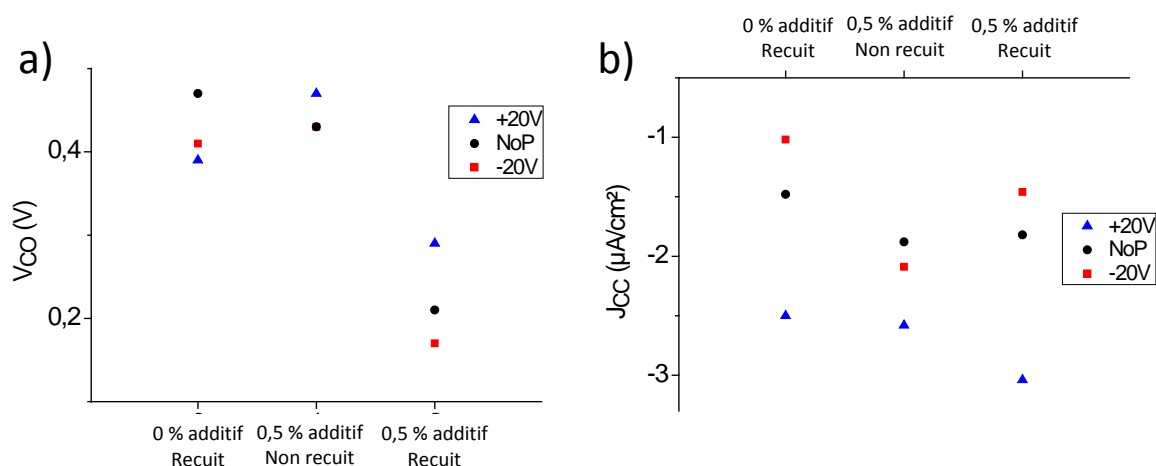 a)
V_CO (V)
0,4
0,2
+20V
NoP
-20V
0 % additif
Recuit
0,5 % additif
Non recuit
0,5 % additif
Recuit
b)
0 % additif
Recuit
0,5 % additif
Non recuit
0,5 % additif
Recuit
J_CC (µA/cm²)
-1
-2
-3
+20V
NoP
-20V